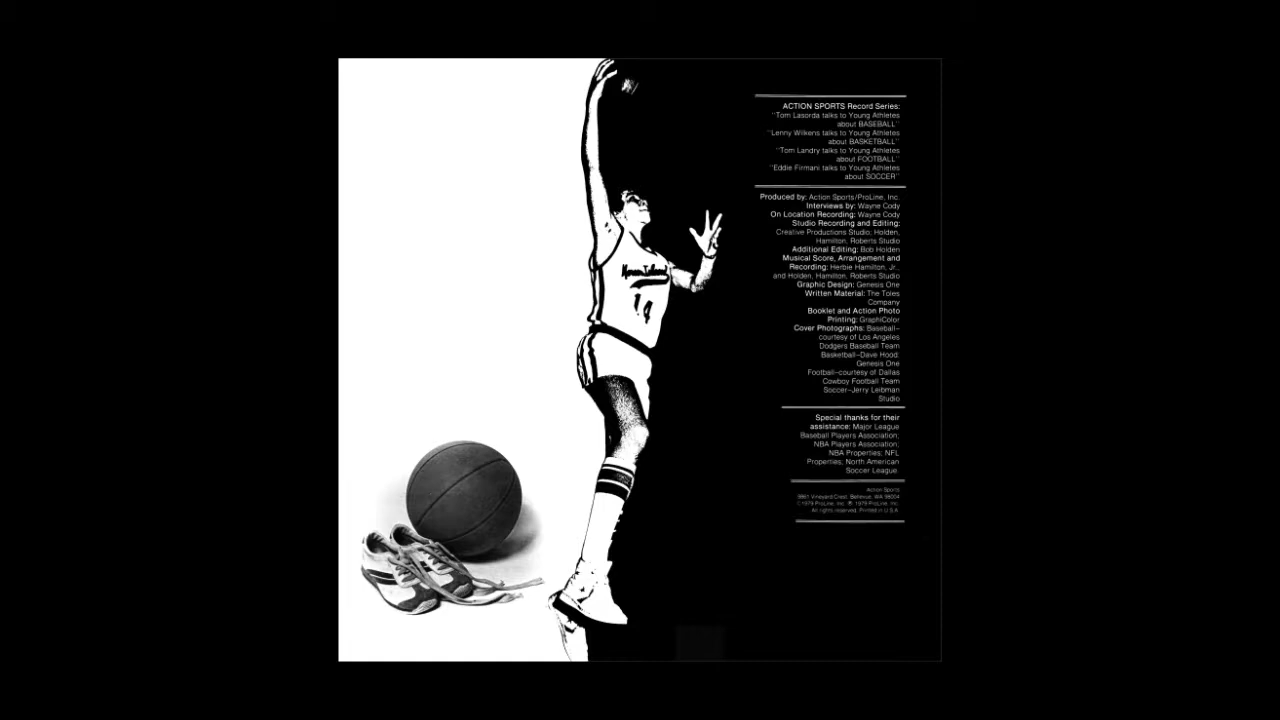 14
ACTION SPORTS Record Series:
"Tom Lasorda talks to Young Athletes
about BASEBALL"
"Lenny Wilkens talks to Young Athletes
about BASKETBALL"
"Tom Landry talks to Young Athletes
about FOOTBALL"
"Eddie Firmani talks to Young Athletes
about SOCCER"
Produced by: Action Sports/ProLine, Inc.
Interviews by: Wayne Cody
On Location Recording: Wayne Cody
Studio Recording and Editing:
Creative Productions Studio; Holden,
Hamilton, Roberts Studio
Additional Editing: Bob Holden
Musical Score, Arrangement and
Recording: Herbie Hamilton, Jr.,
and Holden, Hamilton, Roberts Studio
Graphic Design: Genesis One
Written Material: The Toles
Company
Booklet and Action Photo
Printing: GraphiColor
Cover Photographs: Baseball—
courtesy of Los Angeles
Dodgers Baseball Team
Basketball—Dave Hood:
Genesis One
Football—courtesy of Dallas
Cowboy Football Team
Soccer—Jerry Leibman
Studio
Special thanks for their
assistance: Major League
Baseball Players Association;
NBA Players Association;
NBA Properties; NFL
Properties; North American
Soccer League.
Action Sports
9861 Vineyard Crest, Bellevue, WA 98004
©1979 ProLine, Inc. ℗ 1979 ProLine, Inc.
All rights reserved. Printed in U.S.A.